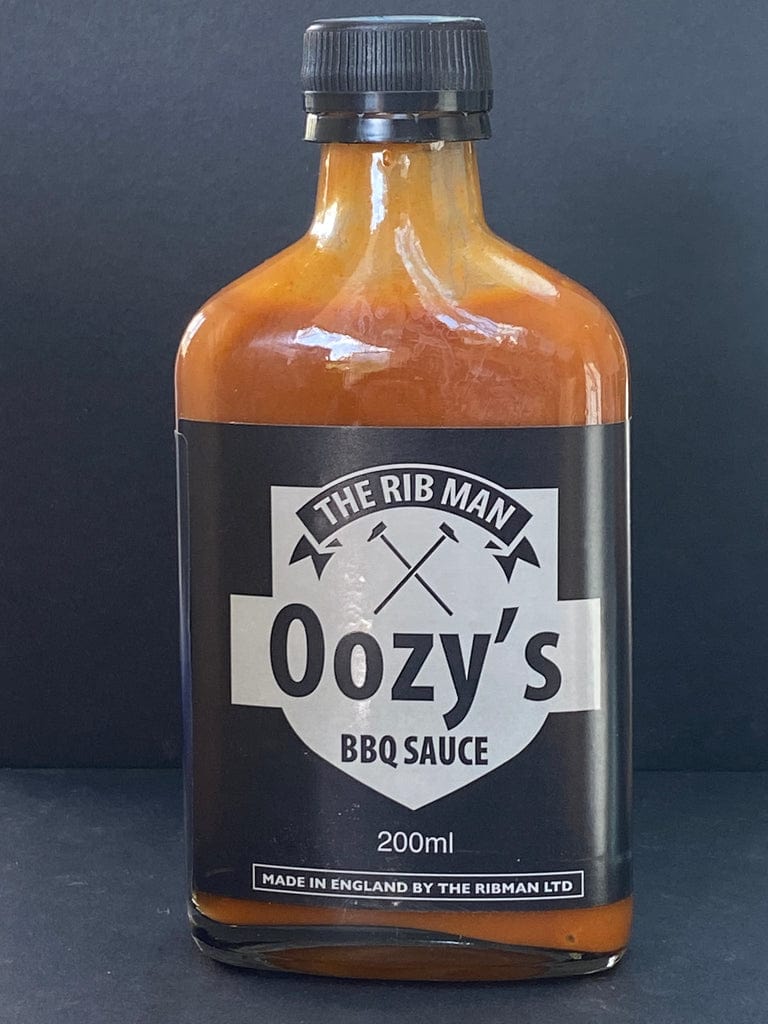 THE RIB MAN
Oozy's
BBQ SAUCE
200ml
MADE IN ENGLAND BY THE RIBMAN LTD